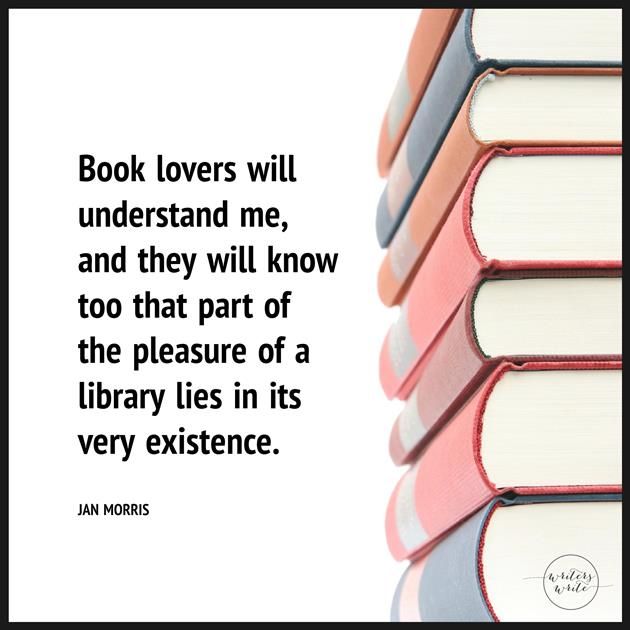 Book lovers will
understand me,
and they will know
too that part of
the pleasure of a
library lies in its
very existence.
JAN MORRIS
writers
write